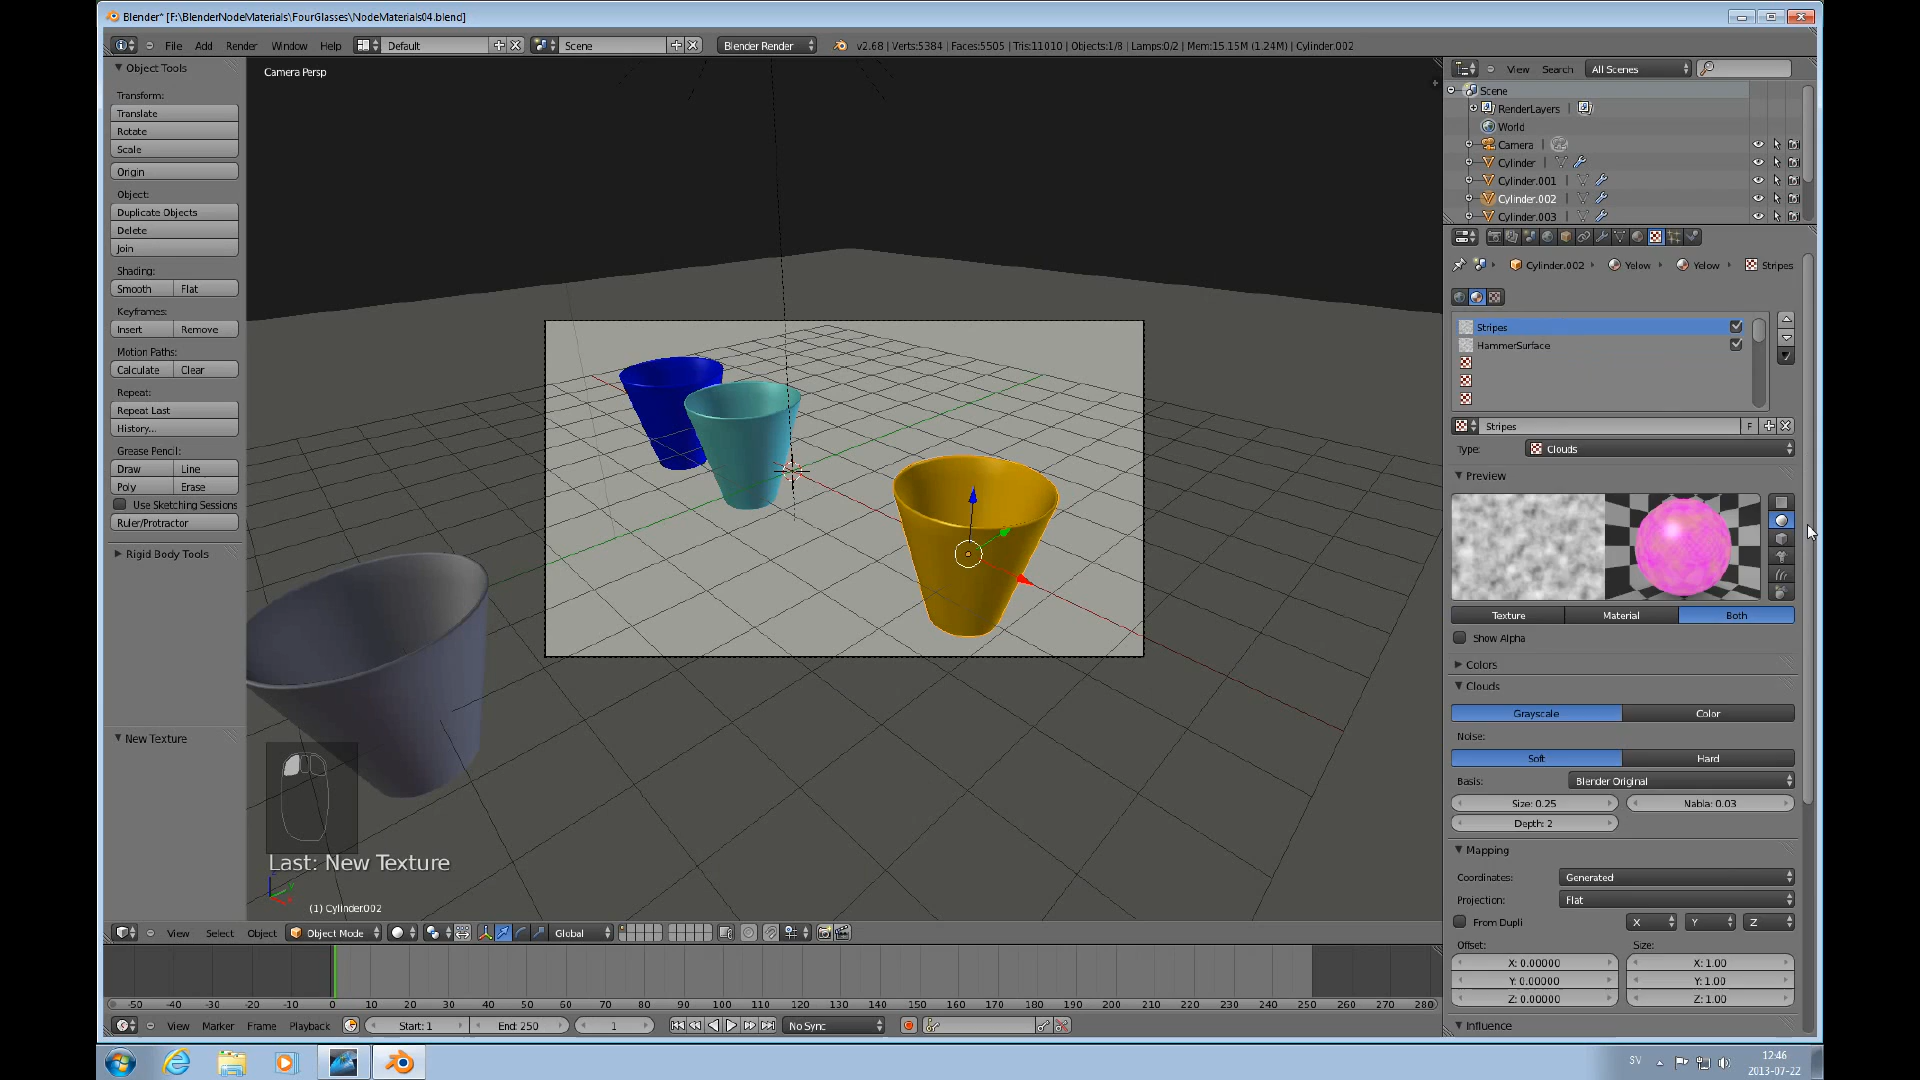 Blender* [F:\BlenderNodeMaterials\FourGlasses\NodeMaterials04.blend]
File Add Render Window Help Default Scene Blender Render v2.68 | Verts:5384 | Faces:5505 | Tris:11010 | Objects:1/8 | Lamps:0/2 | Mem:15.15M (1.24M) | Cylinder.002
Object Tools
Transform:
Translate
Rotate
Scale
Origin
Object:
Duplicate Objects
Delete
Join
Shading:
Smooth Flat
Keyframes:
Insert Remove
Motion Paths:
Calculate Clear
Repeat:
Repeat Last
History...
Grease Pencil:
Draw Line
Poly Erase
Use Sketching Sessions
Ruler/Protractor
Rigid Body Tools
New Texture
Camera Persp
Last: New Texture
(1) Cylinder.002
View Search All Scenes
Scene
RenderLayers
World
Camera
Cylinder
Cylinder.001
Cylinder.002
Cylinder.003
Cylinder.002 Yelow Yelow Stripes
Stripes
HammerSurface
Stripes F
Type: Clouds
Preview
Texture Material Both
Show Alpha
Colors
Clouds
Grayscale Color
Noise:
Soft Hard
Basis: Blender Original
Size: 0.25 Nabla: 0.03
Depth: 2
Mapping
Coordinates: Generated
Projection: Flat
From Dupli X Y Z
Offset: Size:
X: 0.00000 X: 1.00
Y: 0.00000 Y: 1.00
Z: 0.00000 Z: 1.00
Influence
View Select Object Object Mode Global
-50 -40 -30 -20 -10 0 10 20 30 40 50 60 70 80 90 100 110 120 130 140 150 160 170 180 190 200 210 220 230 240 250 260 270 280
View Marker Frame Playback Start: 1 End: 250 1 No Sync
SV 12:46
2013-07-22